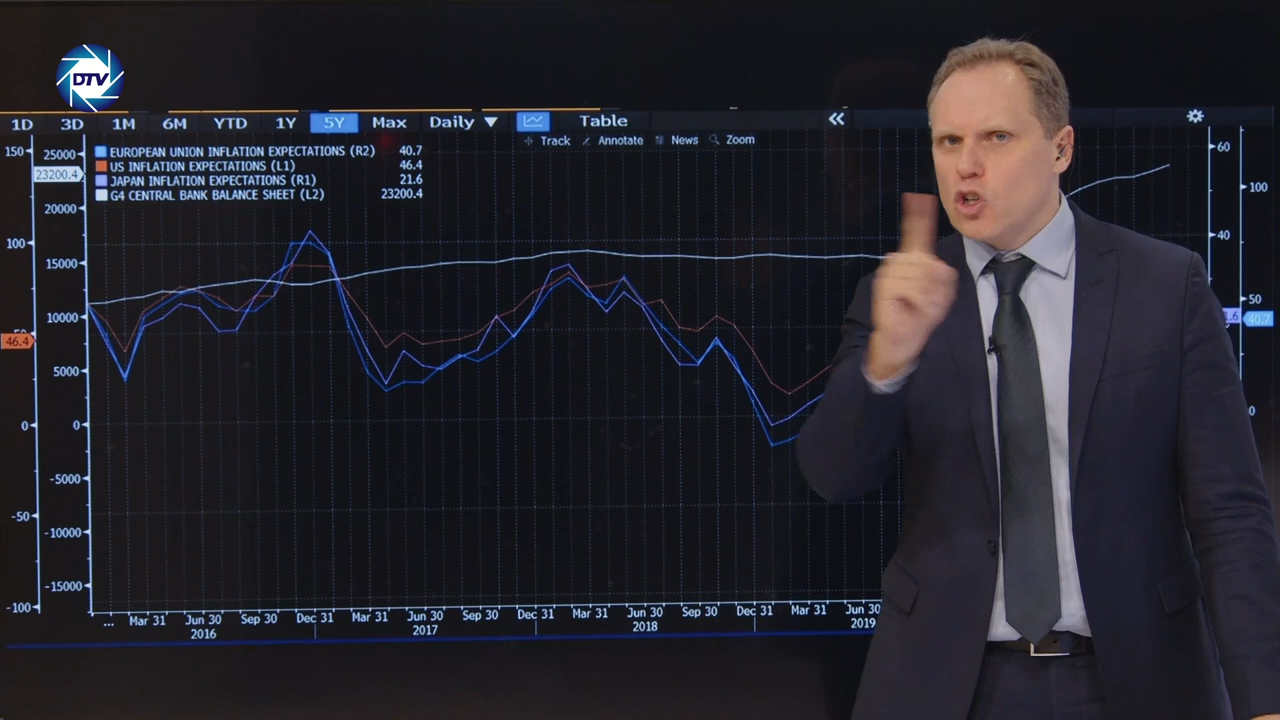 DTV
1D 3D 1M 6M YTD 1Y 5Y Max Daily ▼ Table «
Track Annotate News Zoom
EUROPEAN UNION INFLATION EXPECTATIONS (R2) 40.7
US INFLATION EXPECTATIONS (L1) 46.4
JAPAN INFLATION EXPECTATIONS (R1) 21.6
G4 CENTRAL BANK BALANCE SHEET (L2) 23200.4
150
100
46.4
0
-50
-100
25000
23200.4
20000
15000
10000
5000
0
-5000
-10000
-15000
60
40
1.6
100
50
40.7
0
... Mar 31 Jun 30 Sep 30 Dec 31 Mar 31 Jun 30 Sep 30 Dec 31 Mar 31 Jun 30 Sep 30 Dec 31 Mar 31 Jun 30
2016 2017 2018 2019